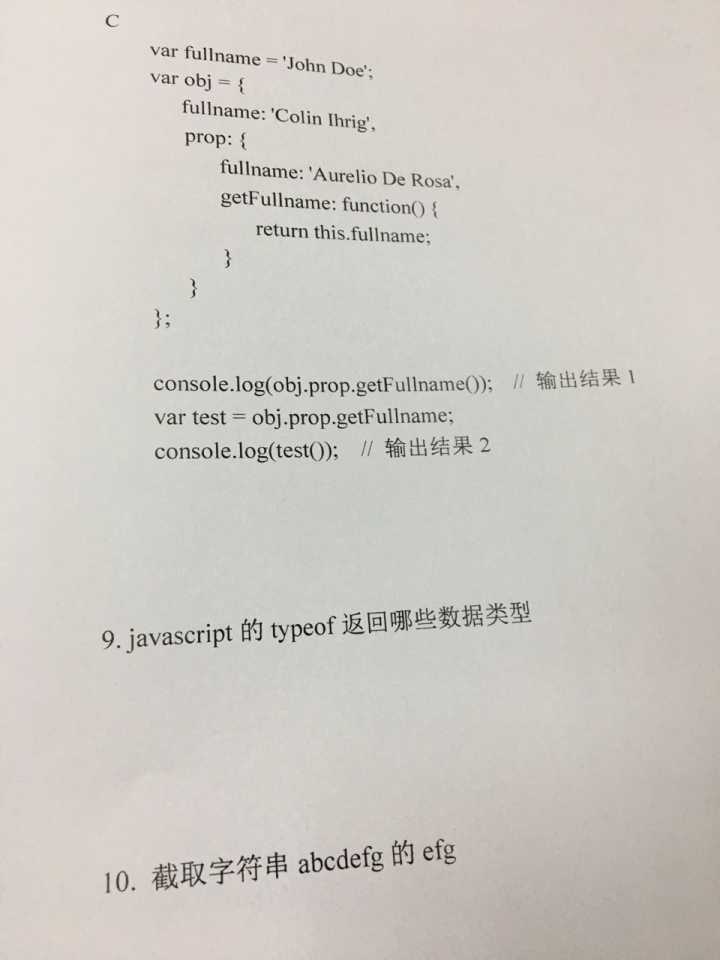 C
var fullname = 'John Doe';
var obj = {
fullname: 'Colin Ihrig',
prop: {
fullname: 'Aurelio De Rosa',
getFullname: function() {
return this.fullname;
}
}
};
console.log(obj.prop.getFullname()); // 输出结果 1
var test = obj.prop.getFullname;
console.log(test()); // 输出结果 2
9. javascript 的 typeof 返回哪些数据类型
10. 截取字符串 abcdefg 的 efg